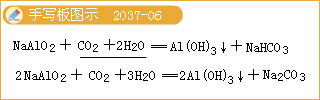 手写板图示 2037-06
NaAlO₂ + CO₂+2H₂O ══Al(OH)₃↓+ NaHCO₃
2NaAlO₂ + CO₂ +3H₂O══2Al(OH)₃↓+ Na₂CO₃